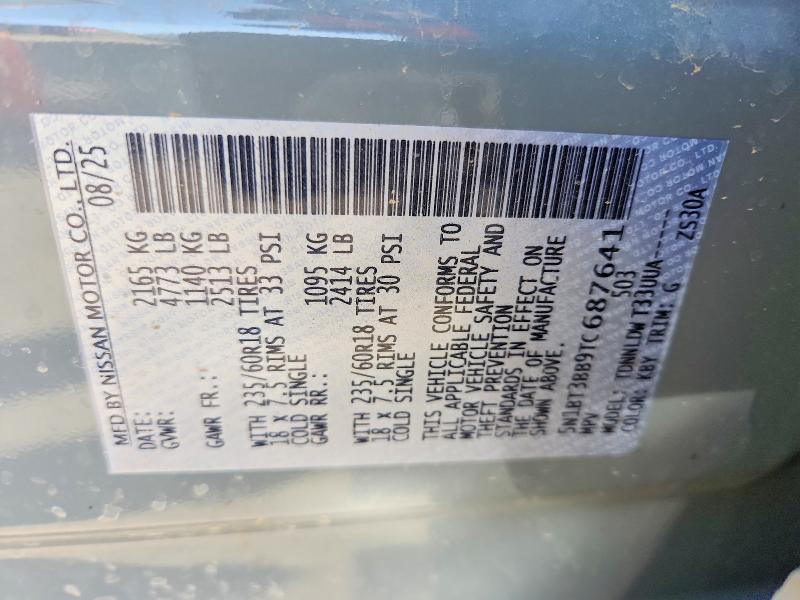 MFD BY NISSAN MOTOR CO., LTD.
DATE: 08/25
GVWR: 2165 KG
4773 LB
GAWR FR.: 1140 KG
2513 LB
WITH 235/60R18 TIRES
18 X 7.5 RIMS AT 33 PSI
COLD SINGLE
GAWR RR.: 1095 KG
2414 LB
WITH 235/60R18 TIRES
18 X 7.5 RIMS AT 30 PSI
COLD SINGLE
THIS VEHICLE CONFORMS TO
ALL APPLICABLE FEDERAL
MOTOR VEHICLE SAFETY AND
THEFT PREVENTION
STANDARDS IN EFFECT ON
THE DATE OF MANUFACTURE
SHOWN ABOVE.
5N1BT3BB9TC687641
MPV 503
MODEL: TDNNLDW T33UUA------
COLOR: KBY TRIM: G ZS30A